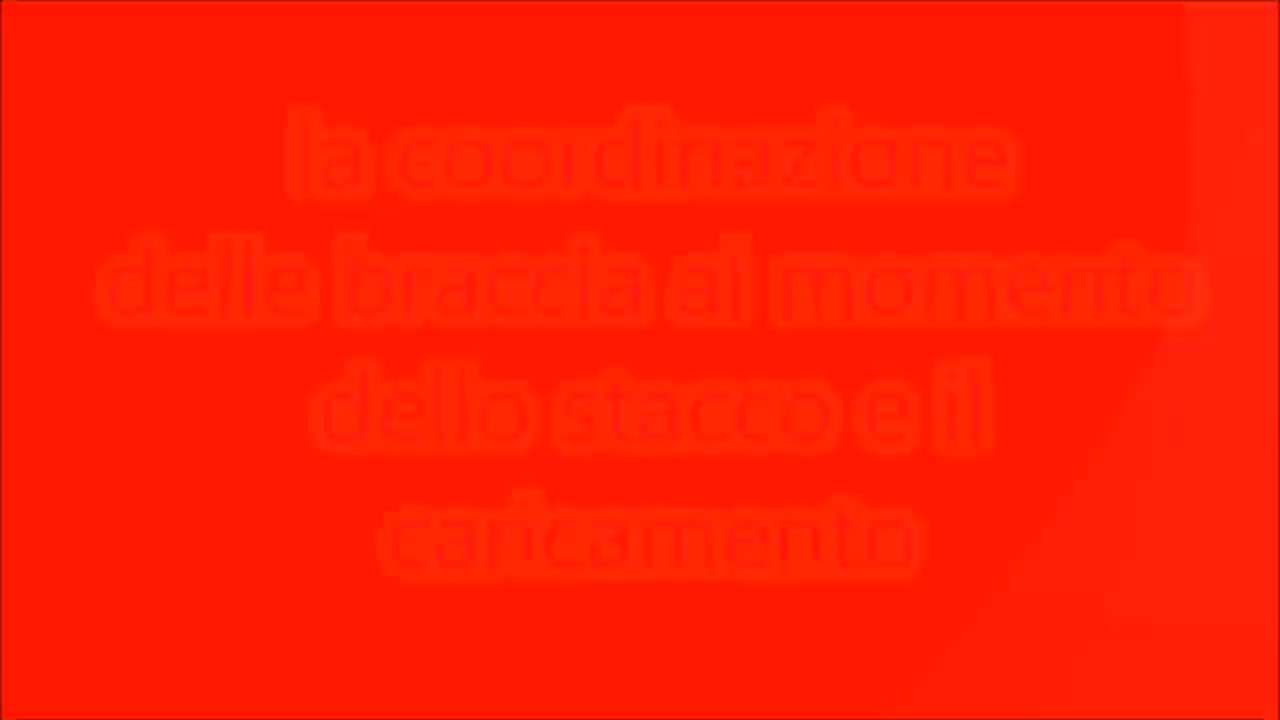 la coordinazione
delle braccia al momento
dello stacco e il
caricamento